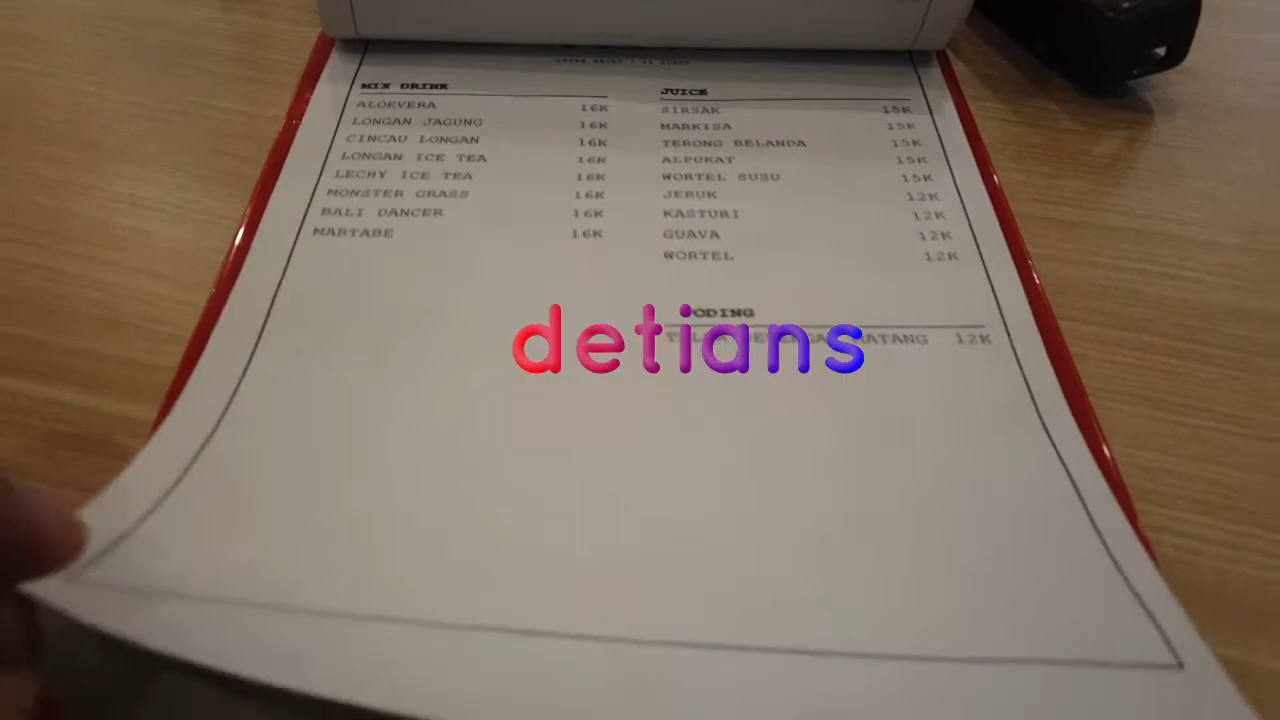 MIX DRINK
ALOEVERA 16K
LONGAN JAGUNG 16K
CINCAU LONGAN 16K
LONGAN ICE TEA 16K
LECHY ICE TEA 16K
MONSTER GRASS 16K
BALI DANCER 16K
MARTABE 16K
JUICE
SIRSAK 15K
MARKISA 15K
TERONG BELANDA 15K
ALPUKAT 15K
WORTEL SUSU 15K
JERUK 12K
KASTURI 12K
GUAVA 12K
WORTEL 12K
12K
detians